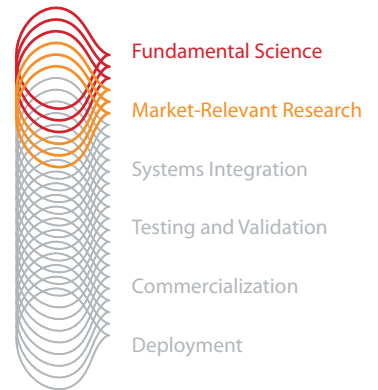 Fundamental Science
Market-Relevant Research
Systems Integration
Testing and Validation
Commercialization
Deployment